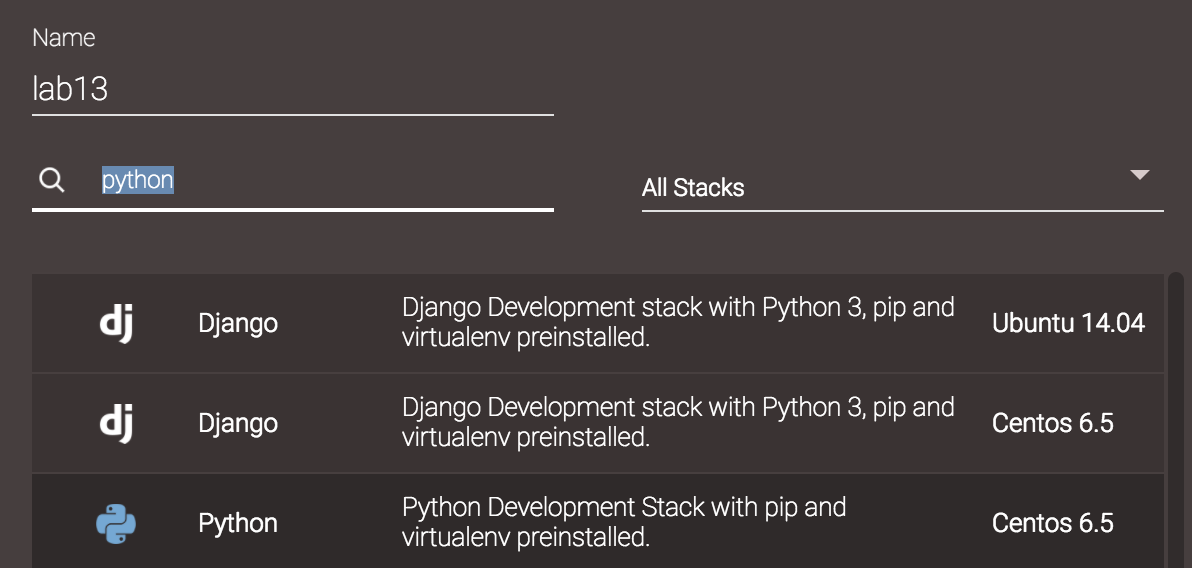 Name
lab13
python
All Stacks
dj
Django
Django Development stack with Python 3, pip and
virtualenv preinstalled.
Ubuntu 14.04
dj
Django
Django Development stack with Python 3, pip and
virtualenv preinstalled.
Centos 6.5
Python
Python Development Stack with pip and
virtualenv preinstalled.
Centos 6.5